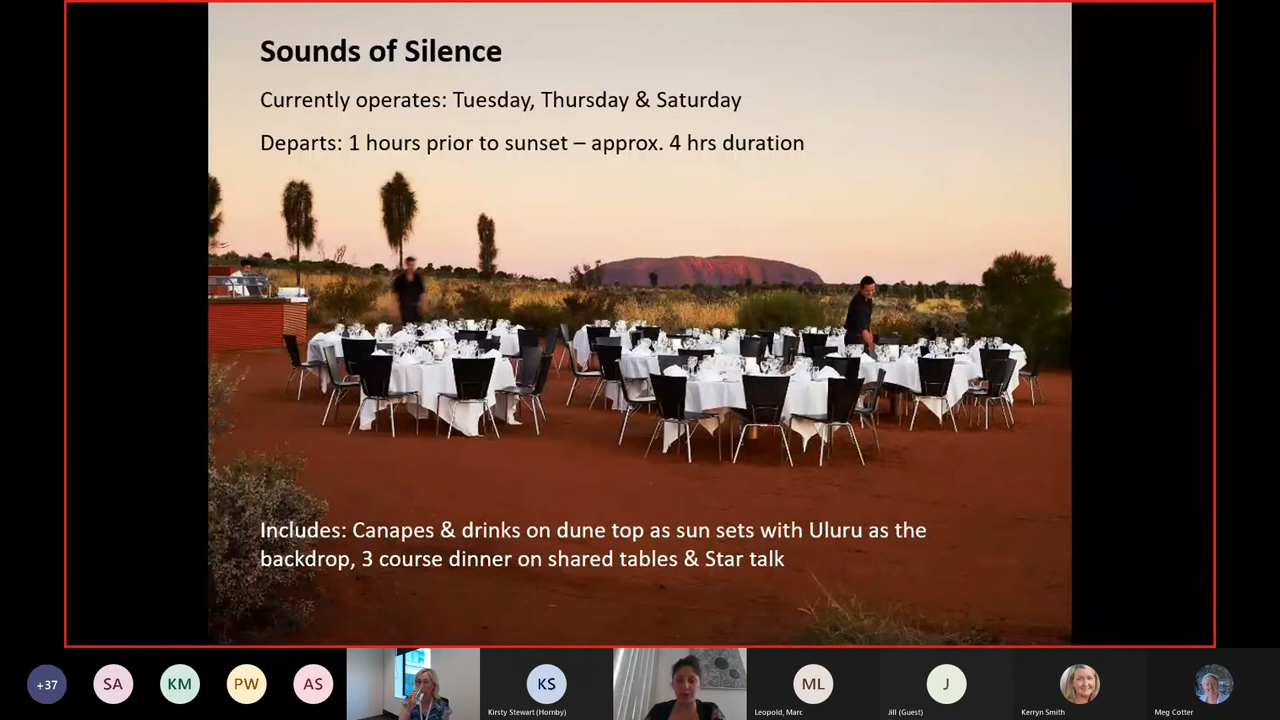 Sounds of Silence
Currently operates: Tuesday, Thursday & Saturday
Departs: 1 hours prior to sunset – approx. 4 hrs duration
Includes: Canapes & drinks on dune top as sun sets with Uluru as the
backdrop, 3 course dinner on shared tables & Star talk
+37
SA
KM
PW
AS
KS
Kirsty Stewart (Hornby)
ML
Leopold, Marc
J
Jill (Guest)
Kerryn Smith
Meg Cotter